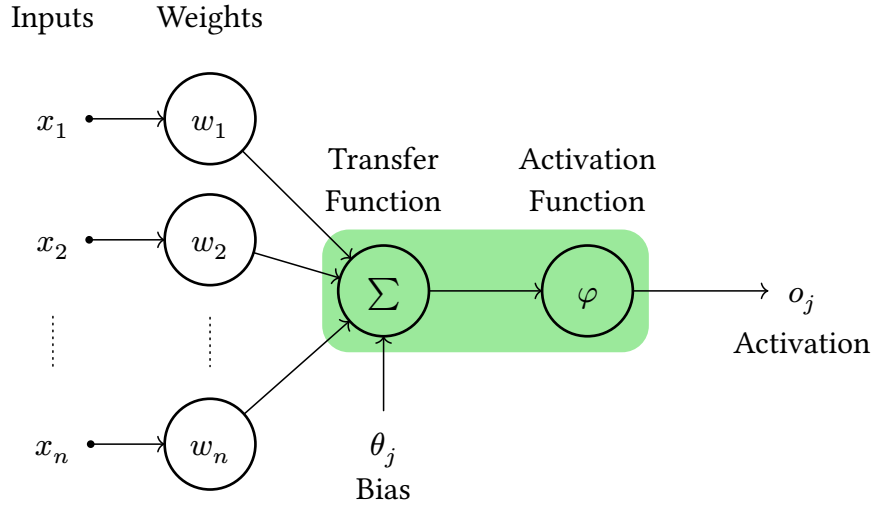 Inputs Weights
x₁ w₁
Transfer Function
Activation Function
x₂ w₂
∑ φ oⱼ
Activation
xₙ wₙ
θⱼ
Bias